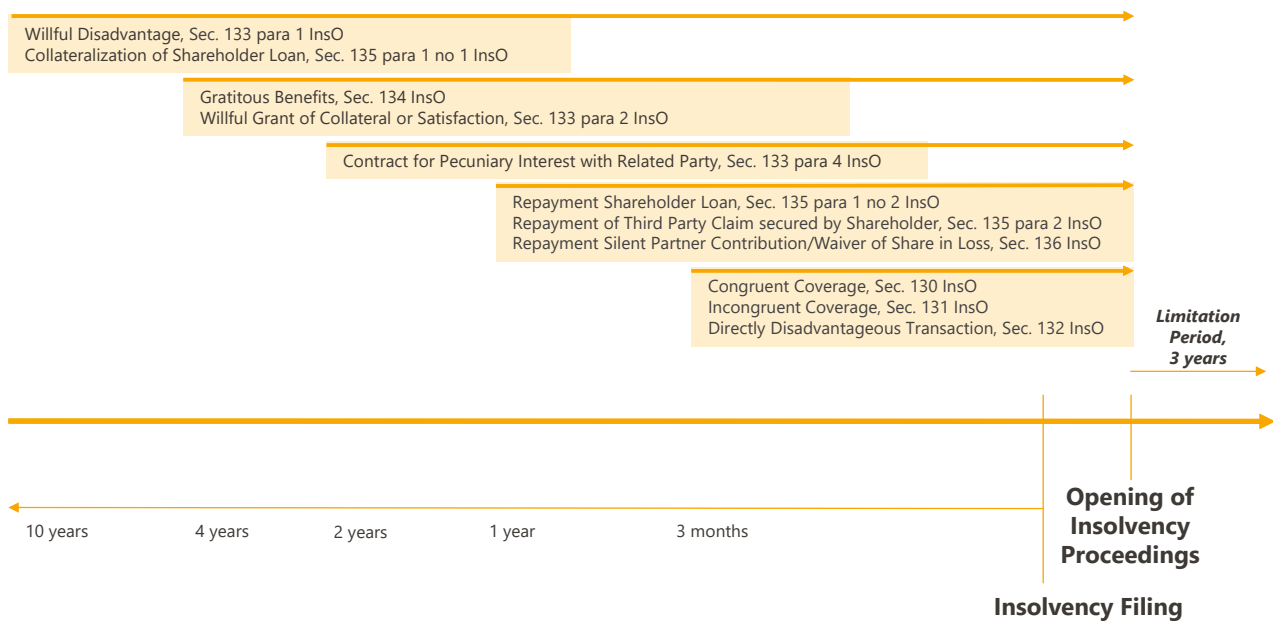 Willful Disadvantage, Sec. 133 para 1 InsO
Collateralization of Shareholder Loan, Sec. 135 para 1 no 1 InsO
Gratitous Benefits, Sec. 134 InsO
Willful Grant of Collateral or Satisfaction, Sec. 133 para 2 InsO
Contract for Pecuniary Interest with Related Party, Sec. 133 para 4 InsO
Repayment Shareholder Loan, Sec. 135 para 1 no 2 InsO
Repayment of Third Party Claim secured by Shareholder, Sec. 135 para 2 InsO
Repayment Silent Partner Contribution/Waiver of Share in Loss, Sec. 136 InsO
Congruent Coverage, Sec. 130 InsO
Incongruent Coverage, Sec. 131 InsO
Directly Disadvantageous Transaction, Sec. 132 InsO
Limitation
Period,
3 years
10 years
4 years
2 years
1 year
3 months
Opening of
Insolvency
Proceedings
Insolvency Filing